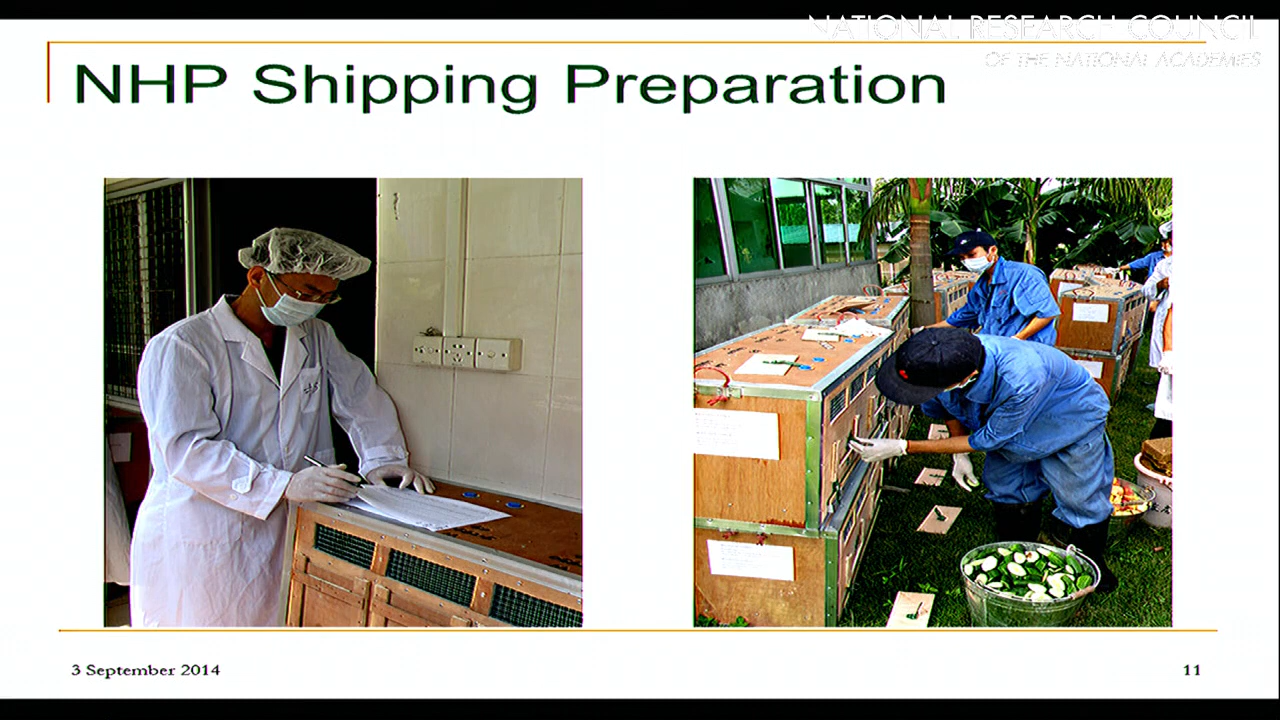 NATIONAL RESEARCH COUNCIL
OF THE NATIONAL ACADEMIES
NHP Shipping Preparation
3 September 2014
11